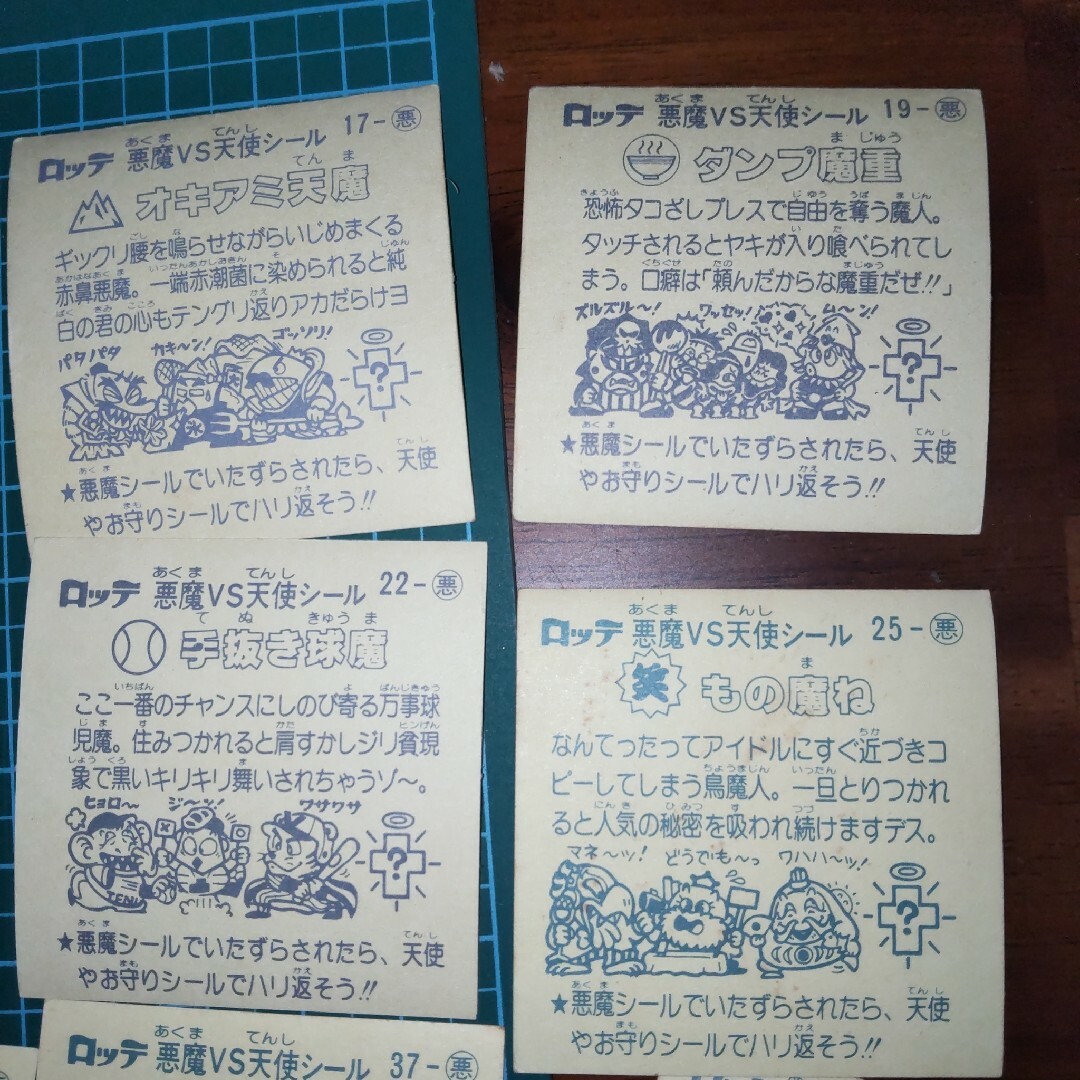 ロッテ 悪魔VS天使シール 17-悪
オキアミ天魔
ギックリ腰を鳴らせながらいじめまくる
赤鼻悪魔。一端赤潮菌に染められると純
白の君の心もテングリ返りアカだらけヨ
パタパタ カキ〜ン! ゴッソリ!
?
★悪魔シールでいたずらされたら、天使
やお守りシールでハリ返そう!!
ロッテ 悪魔VS天使シール 19-悪
ダンプ魔重
恐怖タコざしプレスで自由を奪う魔人。
タッチされるとヤキが入り喰べられてし
まう。口癖は「頼んだからな魔重だぜ!!」
ズルズル〜! ワッセッ! ム〜ン!
?
★悪魔シールでいたずらされたら、天使
やお守りシールでハリ返そう!!
ロッテ 悪魔VS天使シール 22-悪
手抜き球魔
ここ一番のチャンスにしのび寄る万事球
児魔。住みつかれると肩すかしジリ貧現
象で黒いキリキリ舞いされちゃうゾ〜。
ヒョロ〜 ジ〜ッ! ワサワサ
?
★悪魔シールでいたずらされたら、天使
やお守りシールでハリ返そう!!
ロッテ 悪魔VS天使シール 25-悪
笑 もの魔ね
なんてったってアイドルにすぐ近づきコ
ピーしてしまう鳥魔人。一旦とりつかれ
ると人気の秘密を吸われ続けますデス。
マネ〜ッ! どうでも〜っ ワハハ〜ッ!
?
★悪魔シールでいたずらされたら、天使
やお守りシールでハリ返そう!!
ロッテ 悪魔VS天使シール 37-悪